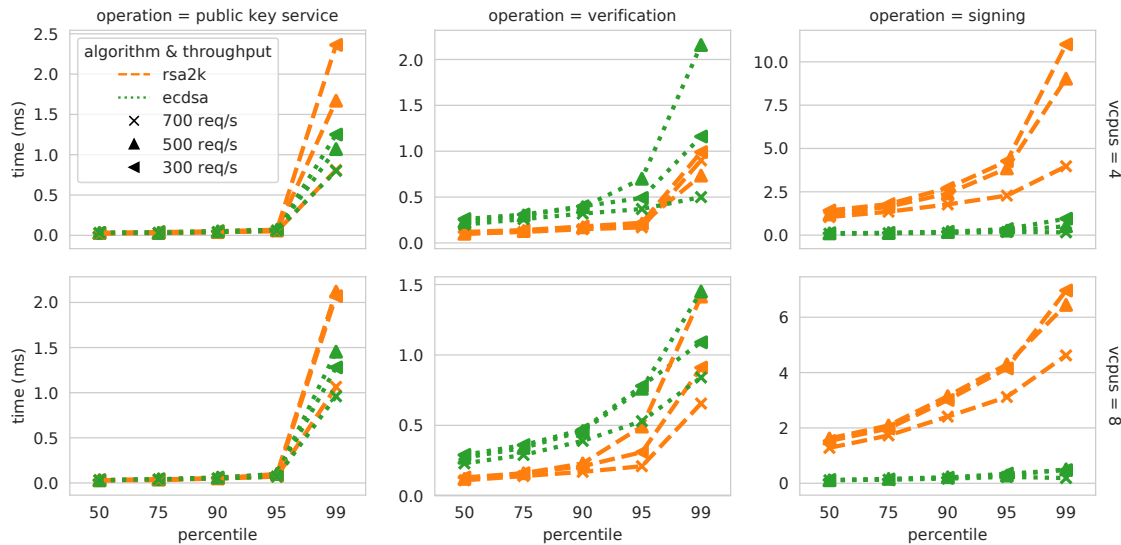 operation = public key service
operation = verification
operation = signing
2.5
2.0
1.5
1.0
0.5
0.0
time (ms)
algorithm & throughput
rsa2k
ecdsa
700 req/s
500 req/s
300 req/s
2.0
1.5
1.0
0.5
0.0
10.0
7.5
5.0
2.5
0.0
vcpus = 4
2.0
1.5
1.0
0.5
0.0
time (ms)
50 75 90 95 99
percentile
1.5
1.0
0.5
0.0
50 75 90 95 99
percentile
6
4
2
0
50 75 90 95 99
percentile
vcpus = 8